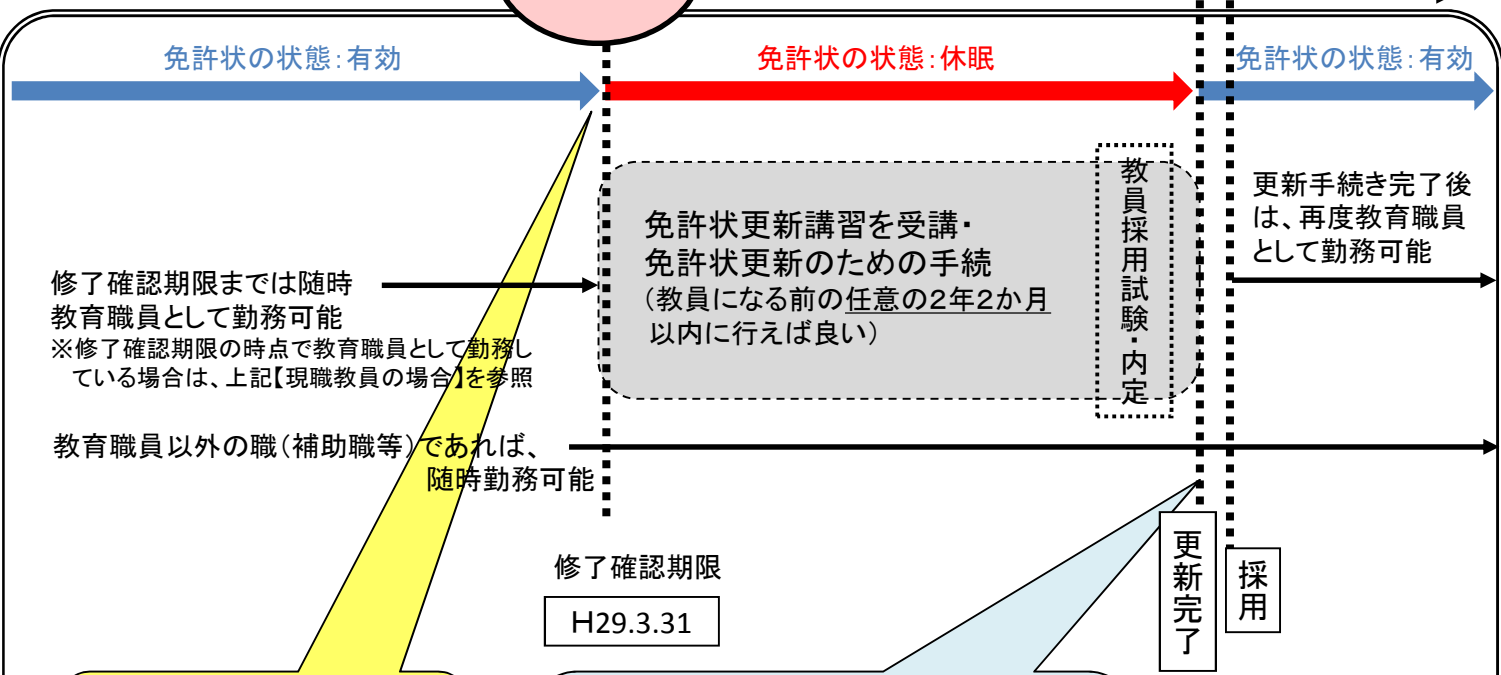 免許状の状態：有効
免許状の状態：休眠
免許状の状態：有効
教員採用試験・内定
更新手続き完了後
は、再度教育職員
として勤務可能
免許状更新講習を受講・
免許状更新のための手続
（教員になる前の任意の２年２か月
以内に行えば良い）
修了確認期限までは随時
教育職員として勤務可能
※修了確認期限の時点で教育職員として勤務し
ている場合は、上記【現職教員の場合】を参照
教育職員以外の職（補助職等）であれば、
随時勤務可能
修了確認期限
H29.3.31
更新完了
採用